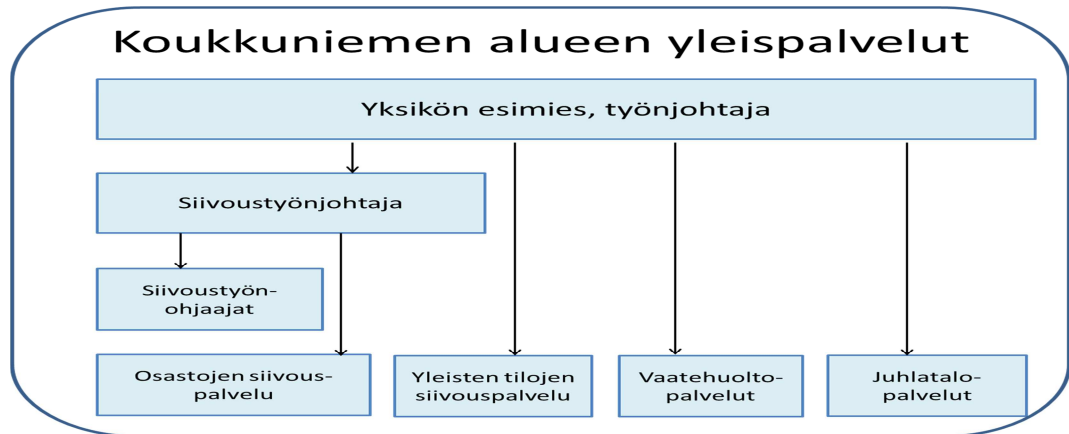 Koukkuniemen alueen yleispalvelut
Yksikön esimies, työnjohtaja
Siivoustyönjohtaja
Siivoustyön-
ohjaajat
Osastojen siivous-
palvelu
Yleisten tilojen
siivouspalvelu
Vaatehuolto-
palvelut
Juhlatalo-
palvelut